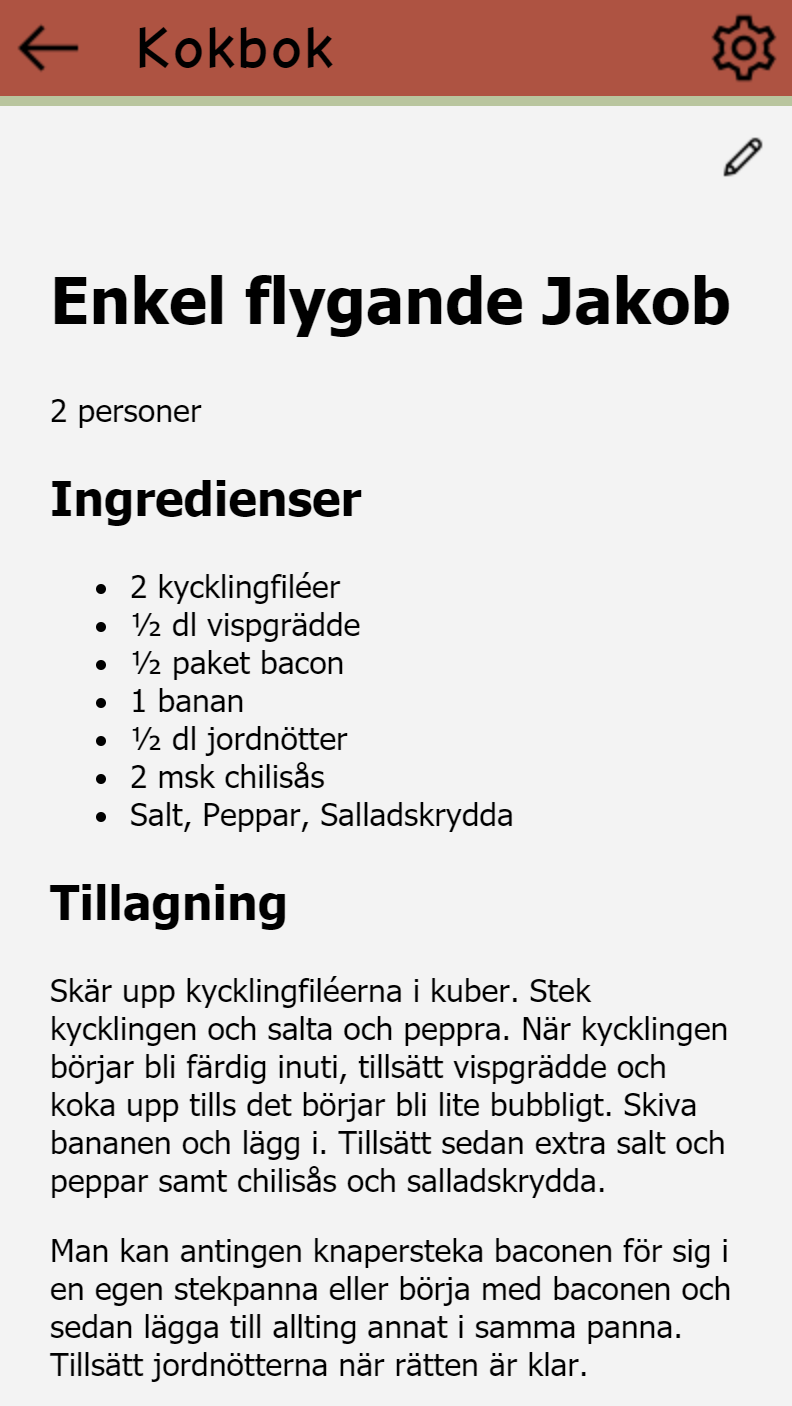 Kokbok
Enkel flygande Jakob
2 personer
Ingredienser
• 2 kycklingfiléer
• ½ dl vispgrädde
• ½ paket bacon
• 1 banan
• ½ dl jordnötter
• 2 msk chilisås
• Salt, Peppar, Salladskrydda
Tillagning
Skär upp kycklingfiléerna i kuber. Stek
kycklingen och salta och peppra. När kycklingen
börjar bli färdig inuti, tillsätt vispgrädde och
koka upp tills det börjar bli lite bubbligt. Skiva
bananen och lägg i. Tillsätt sedan extra salt och
peppar samt chilisås och salladskrydda.
Man kan antingen knapersteka baconen för sig i
en egen stekpanna eller börja med baconen och
sedan lägga till allting annat i samma panna.
Tillsätt jordnötterna när rätten är klar.